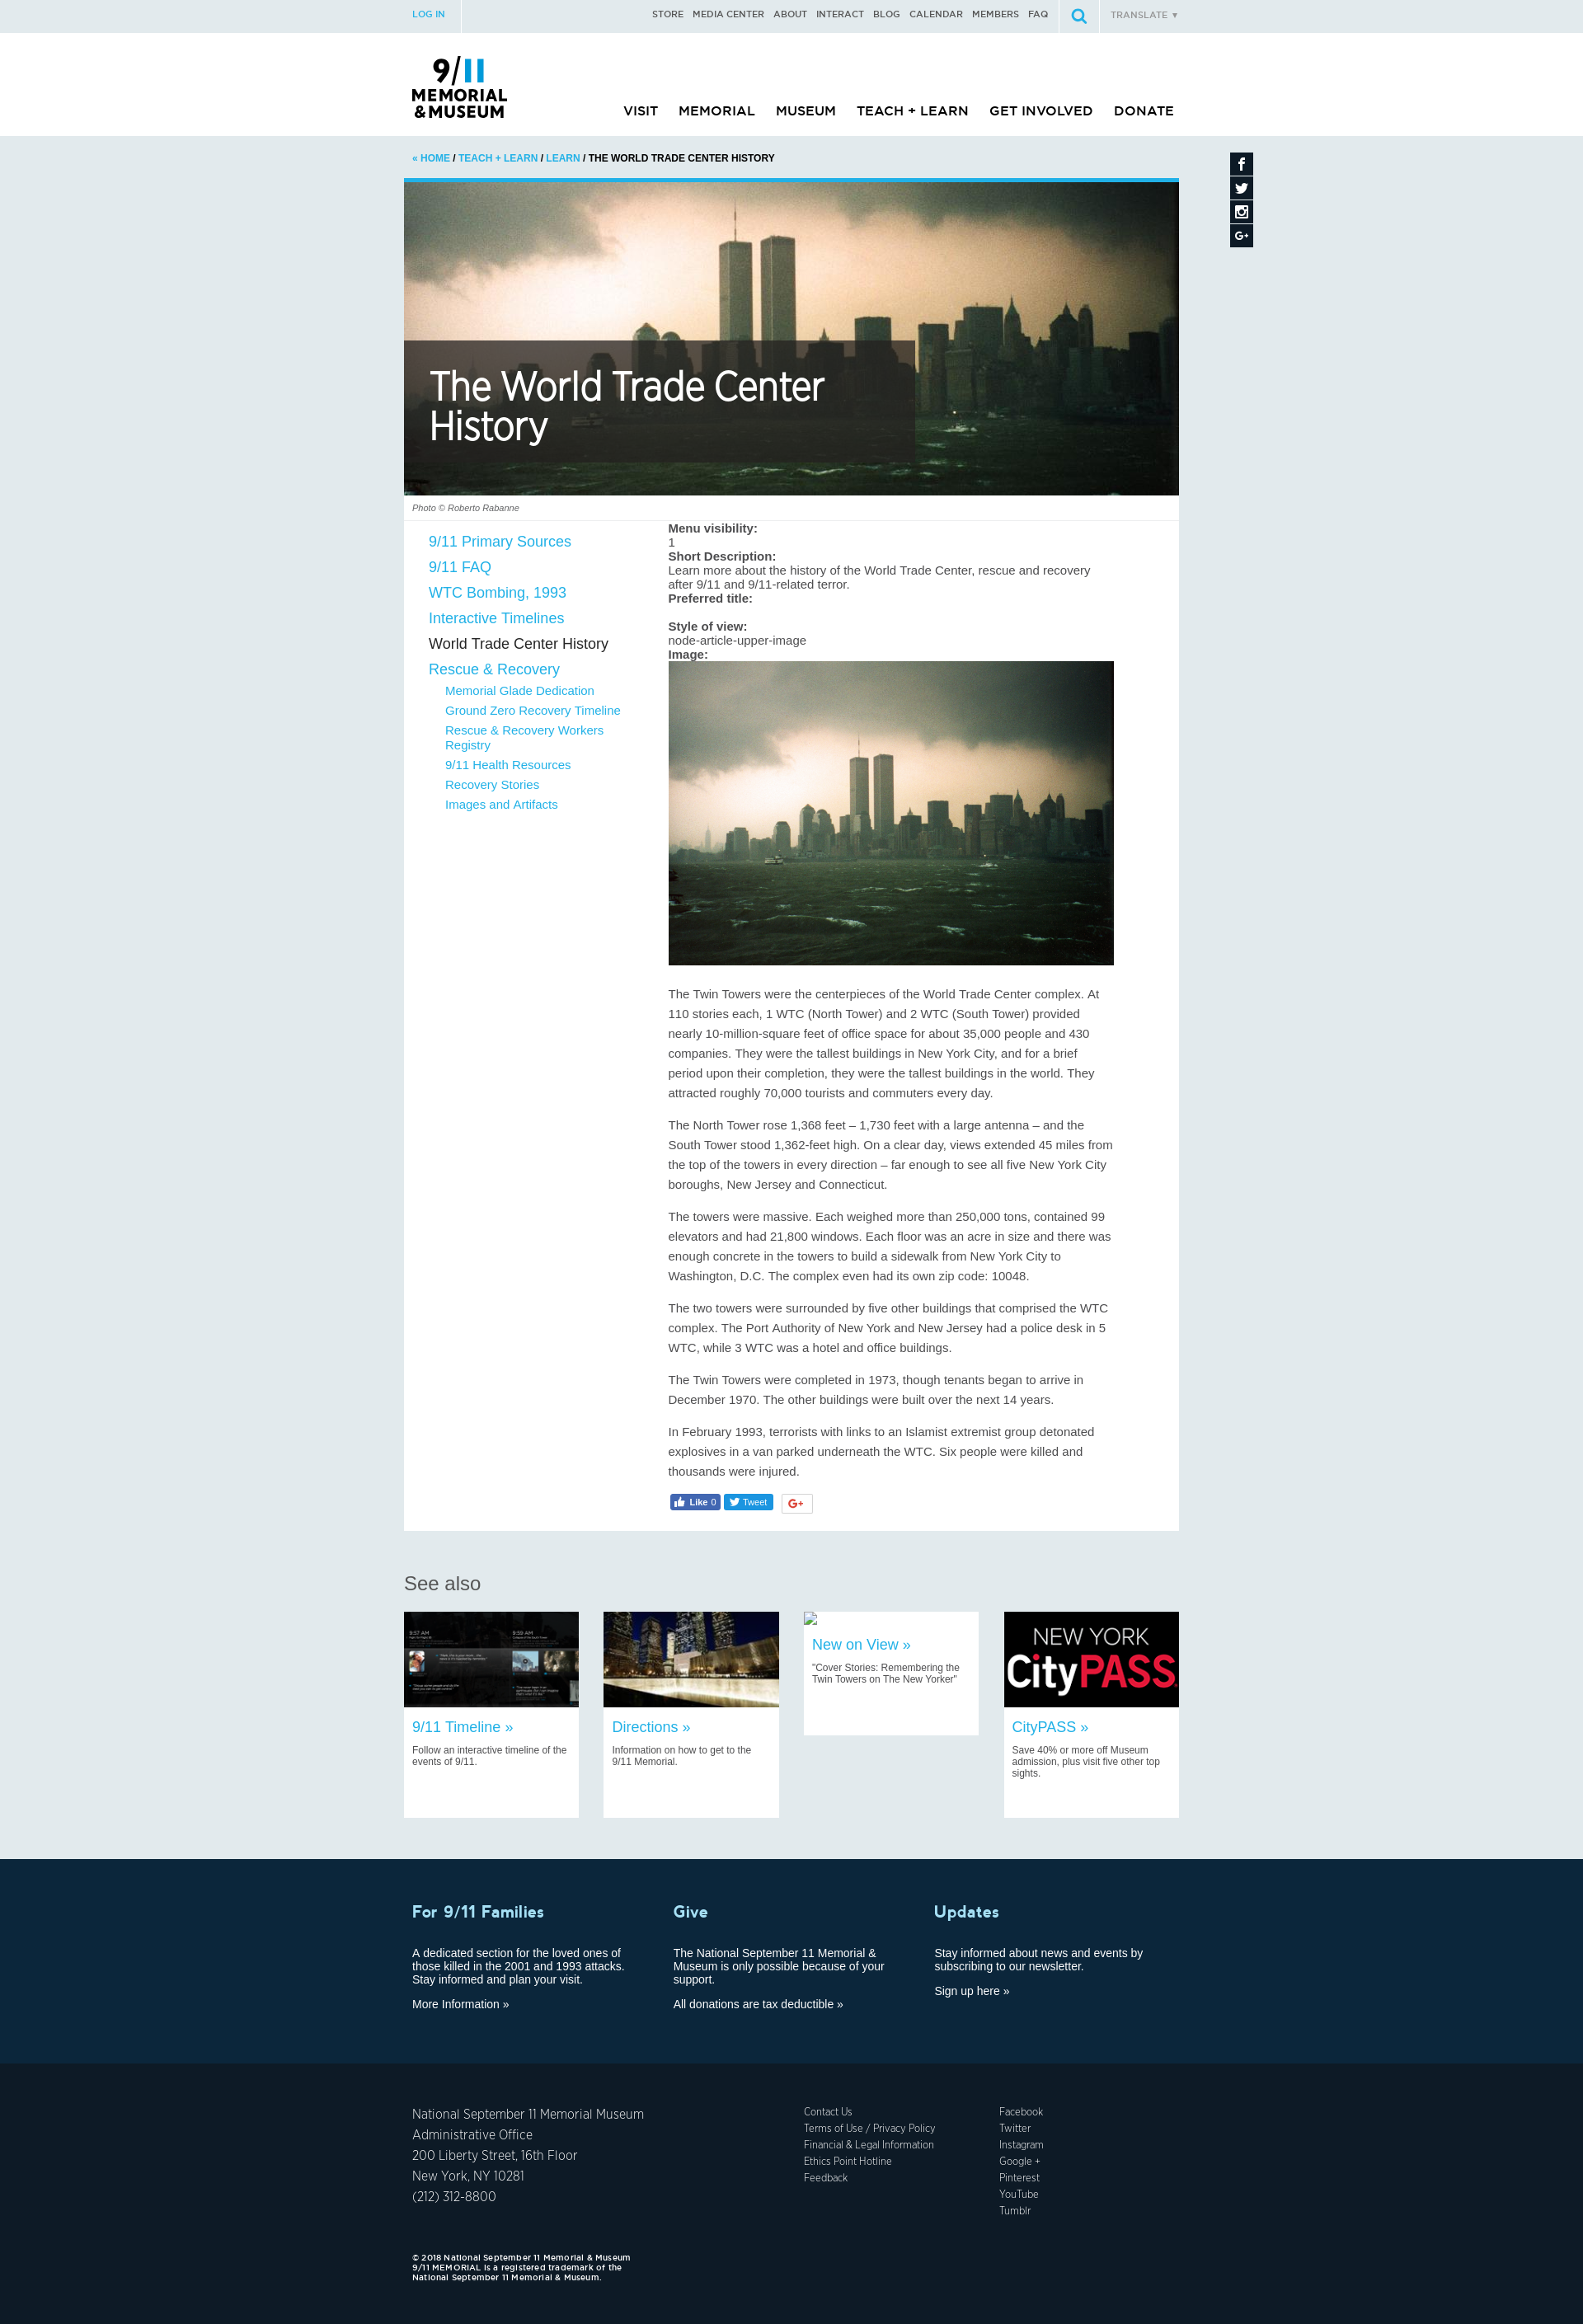 LOG IN
STORE MEDIA CENTER ABOUT INTERACT BLOG CALENDAR MEMBERS FAQ
TRANSLATE ▼
9/11
MEMORIAL
&MUSEUM
VISIT MEMORIAL MUSEUM TEACH + LEARN GET INVOLVED DONATE
« HOME / TEACH + LEARN / LEARN / THE WORLD TRADE CENTER HISTORY
The World Trade Center
History
Photo © Roberto Rabanne
9/11 Primary Sources
9/11 FAQ
WTC Bombing, 1993
Interactive Timelines
World Trade Center History
Rescue & Recovery
Memorial Glade Dedication
Ground Zero Recovery Timeline
Rescue & Recovery Workers
Registry
9/11 Health Resources
Recovery Stories
Images and Artifacts
Menu visibility:
1
Short Description:
Learn more about the history of the World Trade Center, rescue and recovery
after 9/11 and 9/11-related terror.
Preferred title:
Style of view:
node-article-upper-image
Image:
The Twin Towers were the centerpieces of the World Trade Center complex. At
110 stories each, 1 WTC (North Tower) and 2 WTC (South Tower) provided
nearly 10-million-square feet of office space for about 35,000 people and 430
companies. They were the tallest buildings in New York City, and for a brief
period upon their completion, they were the tallest buildings in the world. They
attracted roughly 70,000 tourists and commuters every day.
The North Tower rose 1,368 feet – 1,730 feet with a large antenna – and the
South Tower stood 1,362-feet high. On a clear day, views extended 45 miles from
the top of the towers in every direction – far enough to see all five New York City
boroughs, New Jersey and Connecticut.
The towers were massive. Each weighed more than 250,000 tons, contained 99
elevators and had 21,800 windows. Each floor was an acre in size and there was
enough concrete in the towers to build a sidewalk from New York City to
Washington, D.C. The complex even had its own zip code: 10048.
The two towers were surrounded by five other buildings that comprised the WTC
complex. The Port Authority of New York and New Jersey had a police desk in 5
WTC, while 3 WTC was a hotel and office buildings.
The Twin Towers were completed in 1973, though tenants began to arrive in
December 1970. The other buildings were built over the next 14 years.
In February 1993, terrorists with links to an Islamist extremist group detonated
explosives in a van parked underneath the WTC. Six people were killed and
thousands were injured.
Like 0 Tweet G+
See also
9:57 AM 9:59 AM
9/11 Timeline »
Follow an interactive timeline of the
events of 9/11.
Directions »
Information on how to get to the
9/11 Memorial.
New on View »
"Cover Stories: Remembering the
Twin Towers on The New Yorker"
NEW YORK
CityPASS
CityPASS »
Save 40% or more off Museum
admission, plus visit five other top
sights.
For 9/11 Families
A dedicated section for the loved ones of
those killed in the 2001 and 1993 attacks.
Stay informed and plan your visit.
More Information »
Give
The National September 11 Memorial &
Museum is only possible because of your
support.
All donations are tax deductible »
Updates
Stay informed about news and events by
subscribing to our newsletter.
Sign up here »
National September 11 Memorial Museum
Administrative Office
200 Liberty Street, 16th Floor
New York, NY 10281
(212) 312-8800
Contact Us
Terms of Use / Privacy Policy
Financial & Legal Information
Ethics Point Hotline
Feedback
Facebook
Twitter
Instagram
Google +
Pinterest
YouTube
Tumblr
© 2018 National September 11 Memorial & Museum
9/11 MEMORIAL is a registered trademark of the
National September 11 Memorial & Museum.